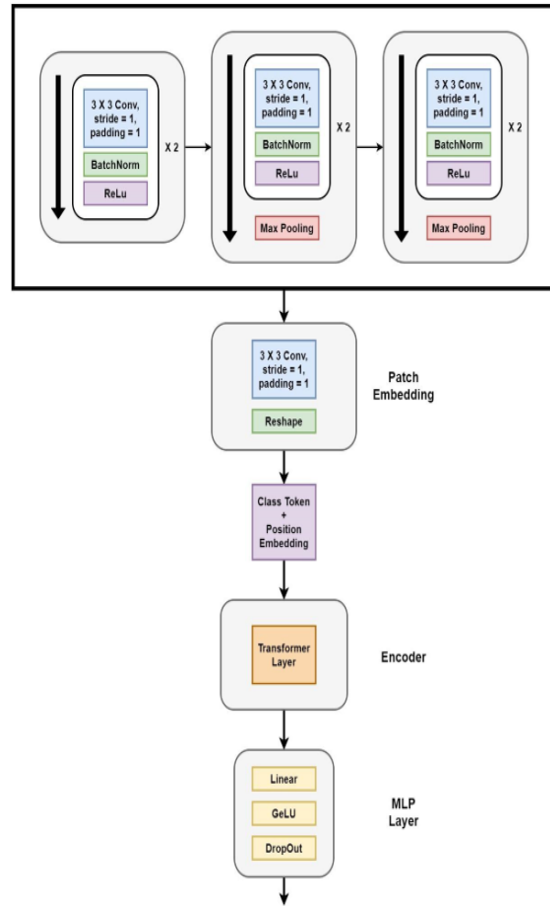 3 X 3 Conv,
stride = 1,
padding = 1
BatchNorm
ReLu
X 2
3 X 3 Conv,
stride = 1,
padding = 1
BatchNorm
ReLu
X 2
Max Pooling
3 X 3 Conv,
stride = 1,
padding = 1
BatchNorm
ReLu
X 2
Max Pooling
3 X 3 Conv,
stride = 1,
padding = 1
Reshape
Patch
Embedding
Class Token
+
Position
Embedding
Transformer
Layer
Encoder
Linear
GeLU
DropOut
MLP
Layer